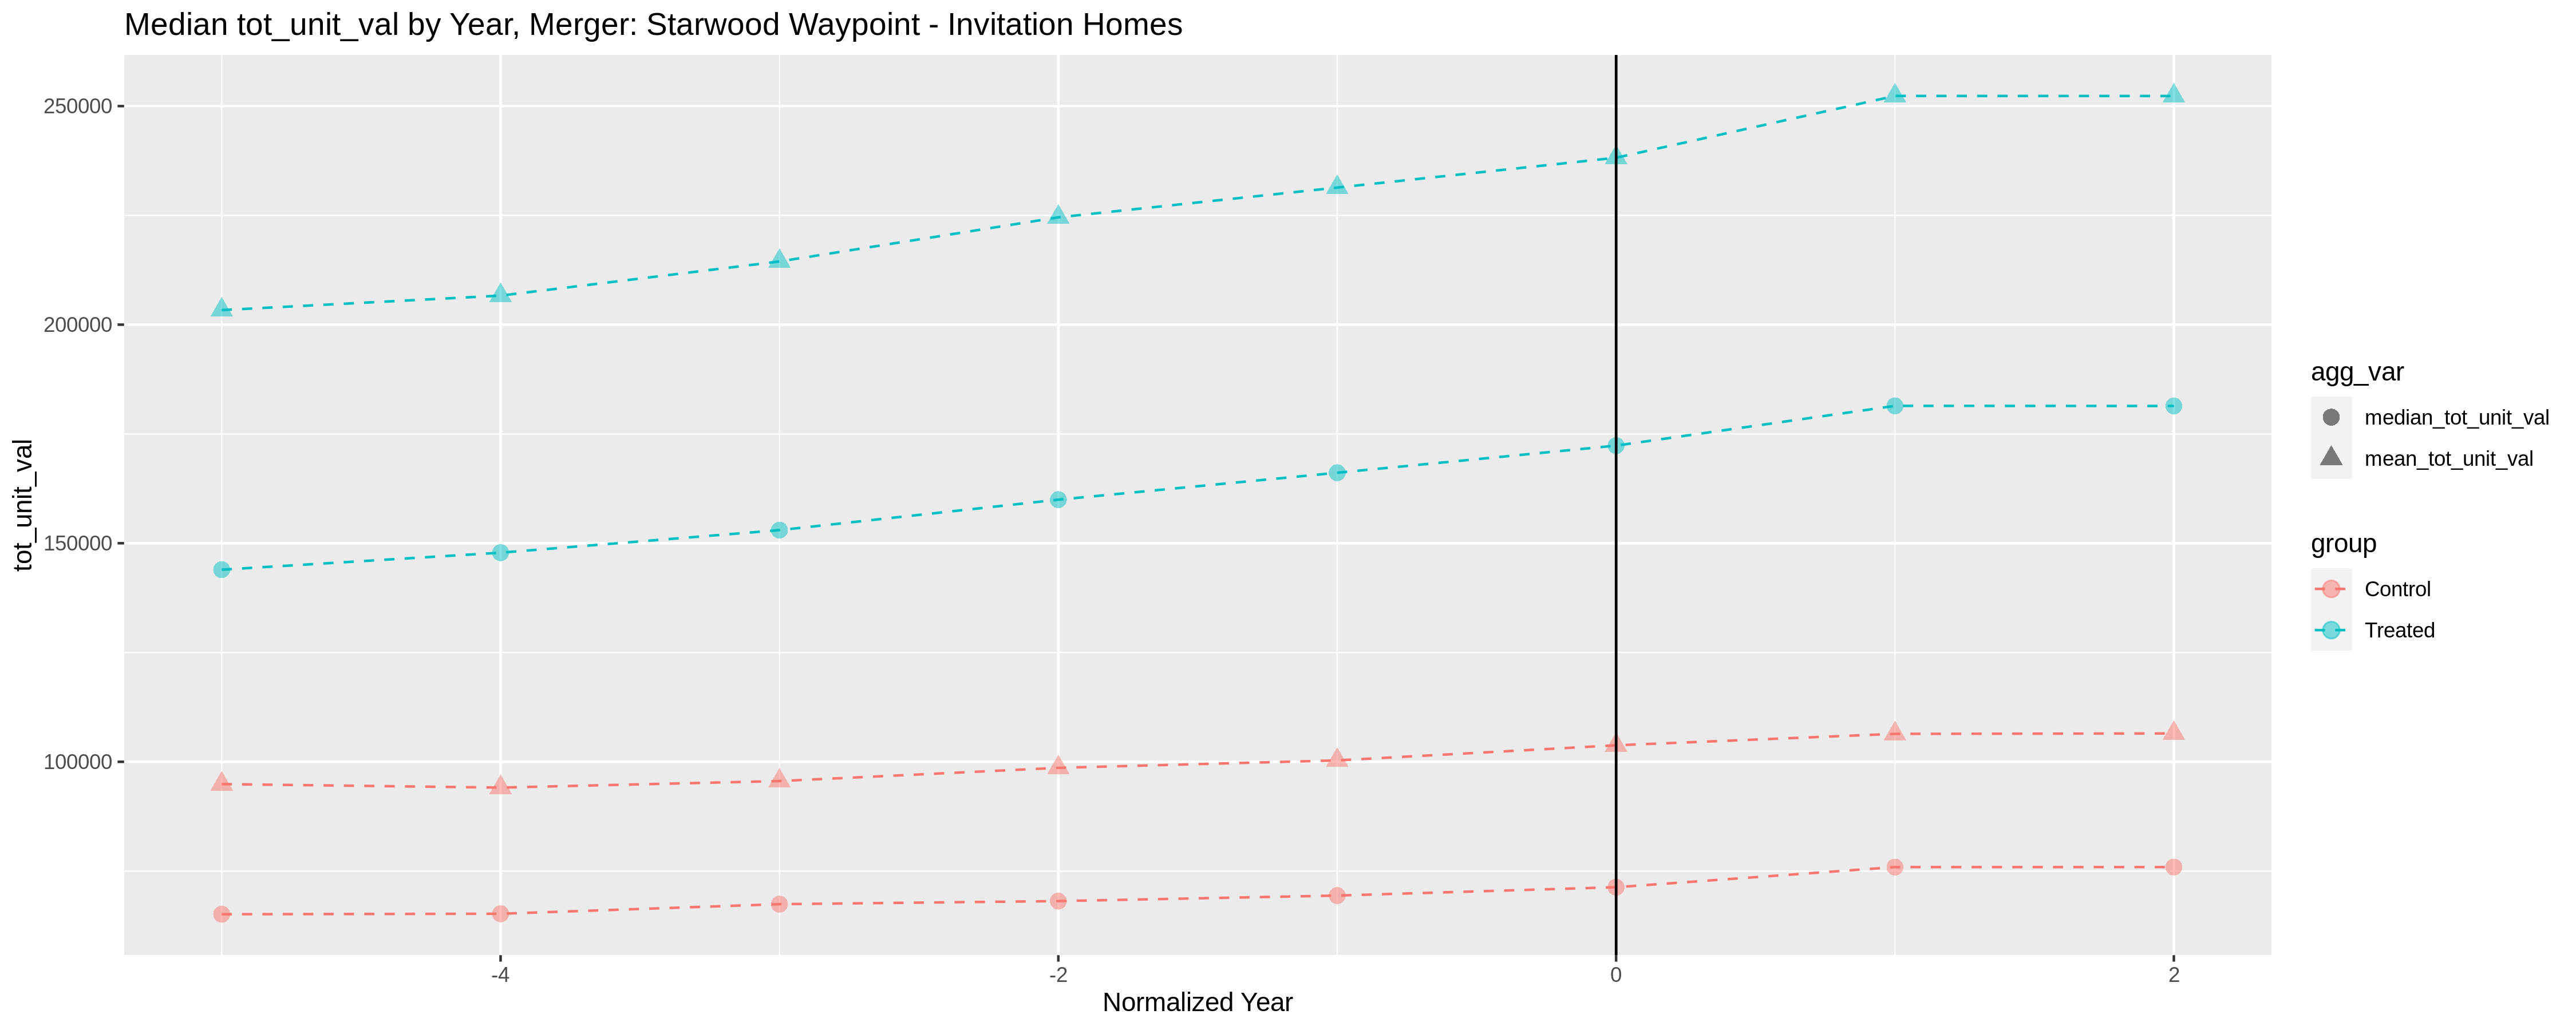 Median tot_unit_val by Year, Merger: Starwood Waypoint - Invitation Homes
tot_unit_val
250000
200000
150000
100000
-4
-2
0
2
Normalized Year
agg_var
median_tot_unit_val
mean_tot_unit_val
group
Control
Treated